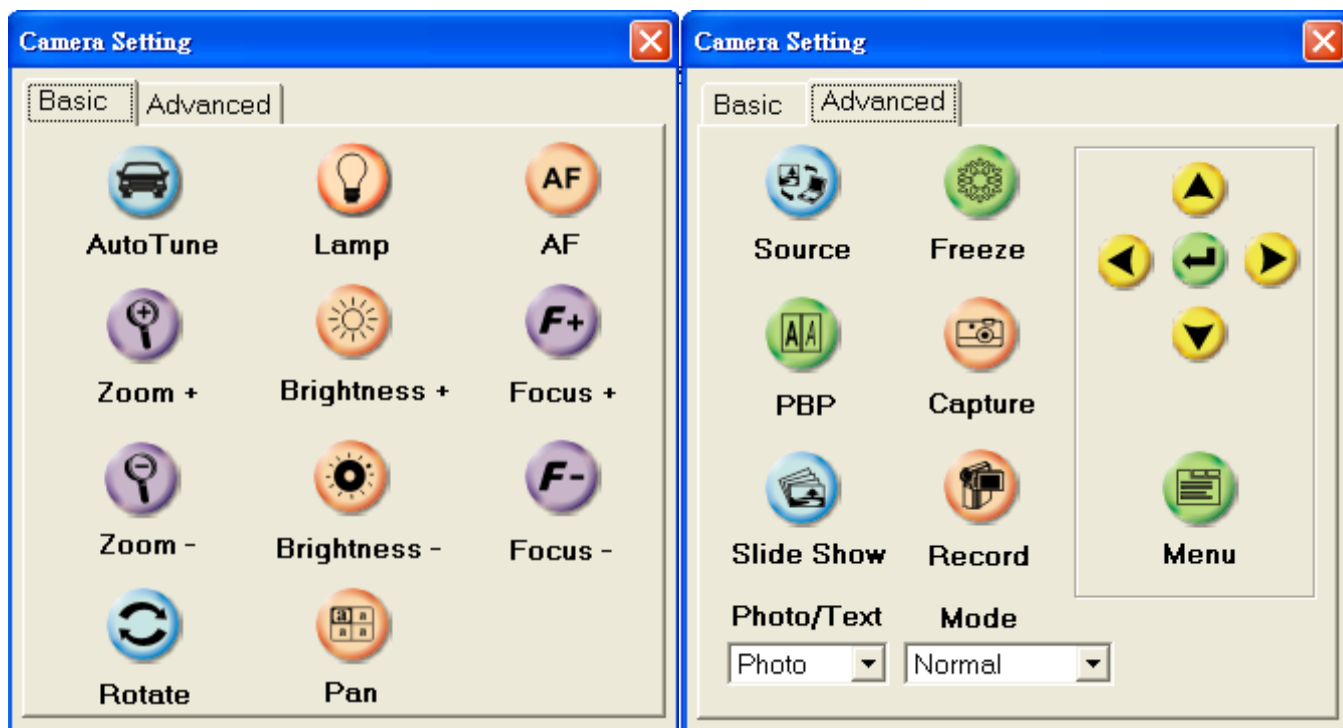 Camera Setting
Basic Advanced
AF
AutoTune Lamp AF
F+
Zoom + Brightness + Focus +
F-
Zoom - Brightness - Focus -
a a
a a
Rotate Pan
Camera Setting
Basic Advanced
Source Freeze
A A
PBP Capture
Slide Show Record Menu
Photo/Text Mode
Photo Normal